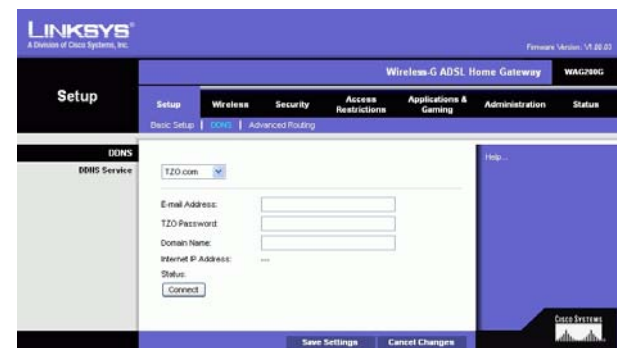 LINKSYS®
A Division of Cisco Systems, Inc.
Firmware Version: V1.00.03
Wireless-G ADSL Home Gateway WAG200G
Setup
Setup Wireless Security Access Restrictions Applications & Gaming Administration Status
Basic Setup | DDNS | Advanced Routing
DDNS
DDNS Service
TZO.com
Help...
E-mail Address:
TZO Password:
Domain Name:
Internet IP Address: ---
Status:
Connect
Save Settings Cancel Changes
CISCO SYSTEMS